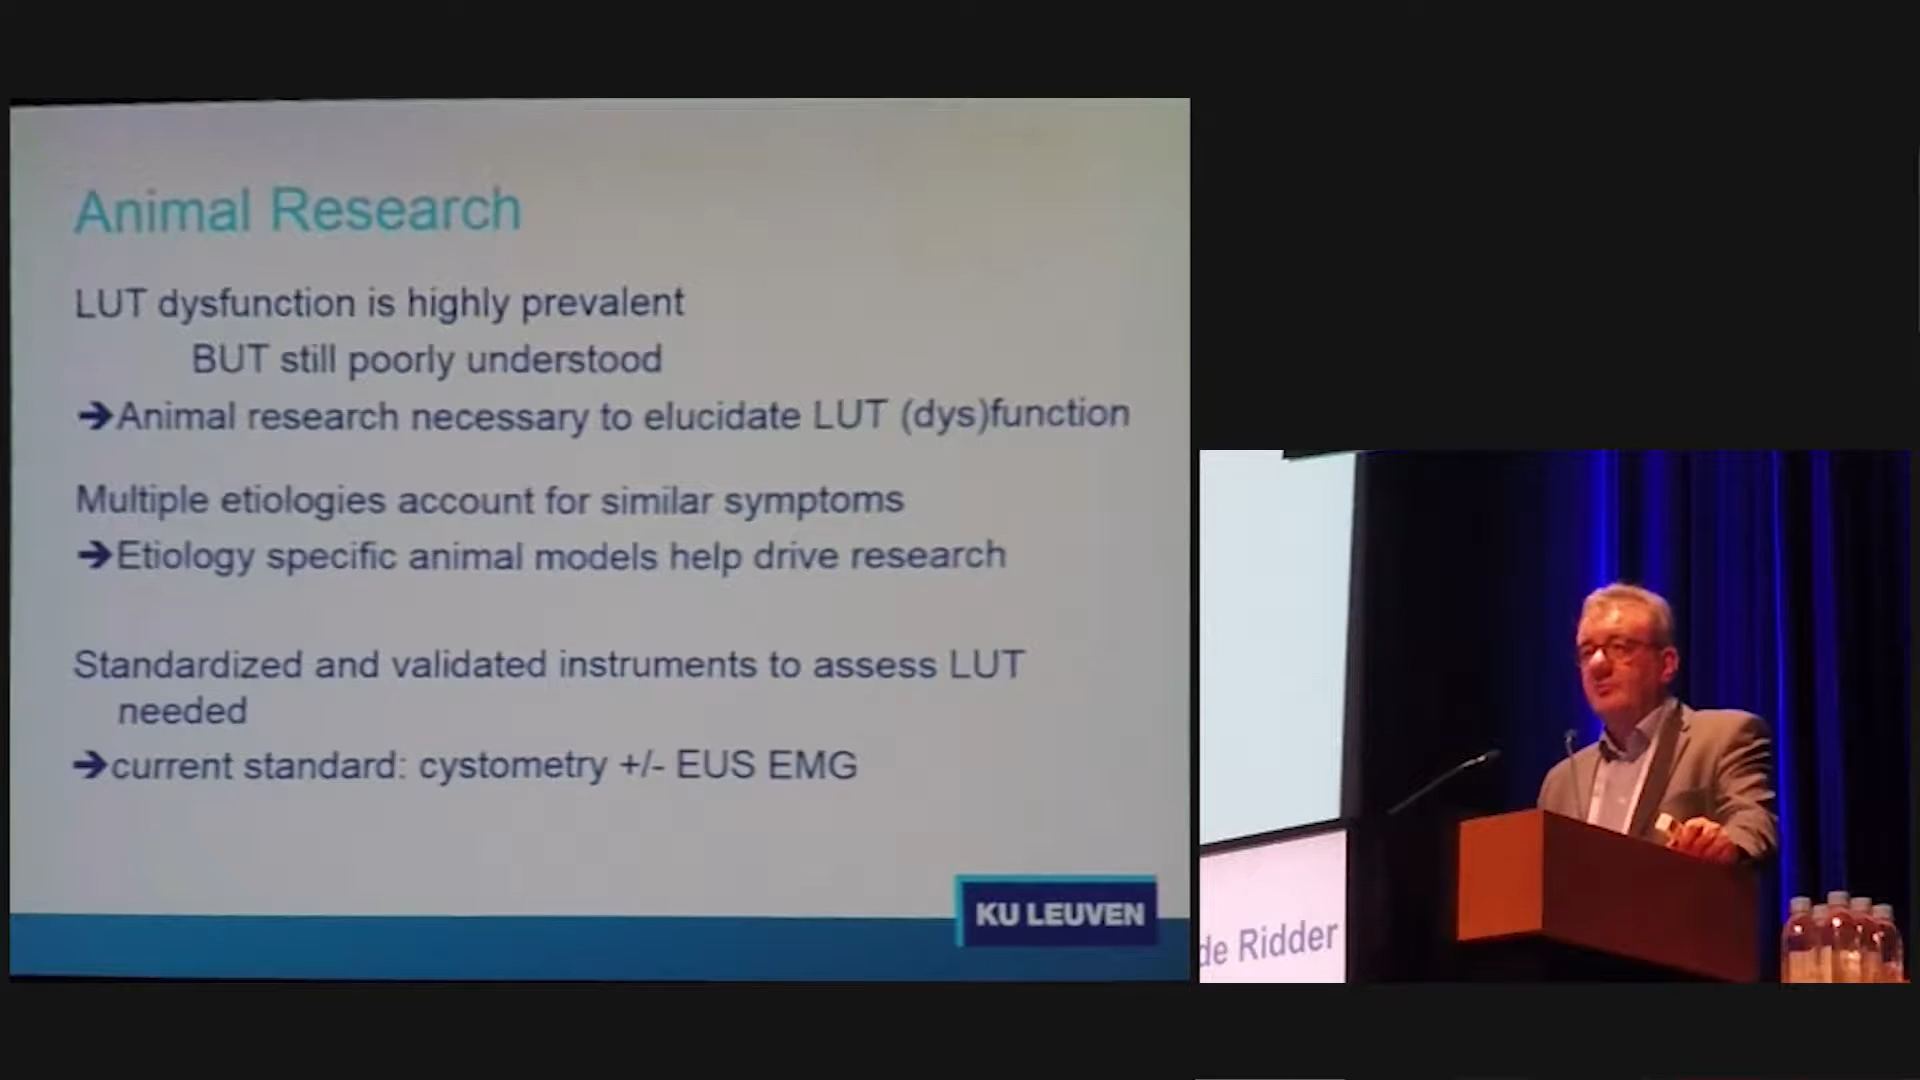 Animal Research
LUT dysfunction is highly prevalent
BUT still poorly understood
➔Animal research necessary to elucidate LUT (dys)function
Multiple etiologies account for similar symptoms
➔Etiology specific animal models help drive research
Standardized and validated instruments to assess LUT
needed
➔current standard: cystometry +/- EUS EMG
KU LEUVEN
de Ridder